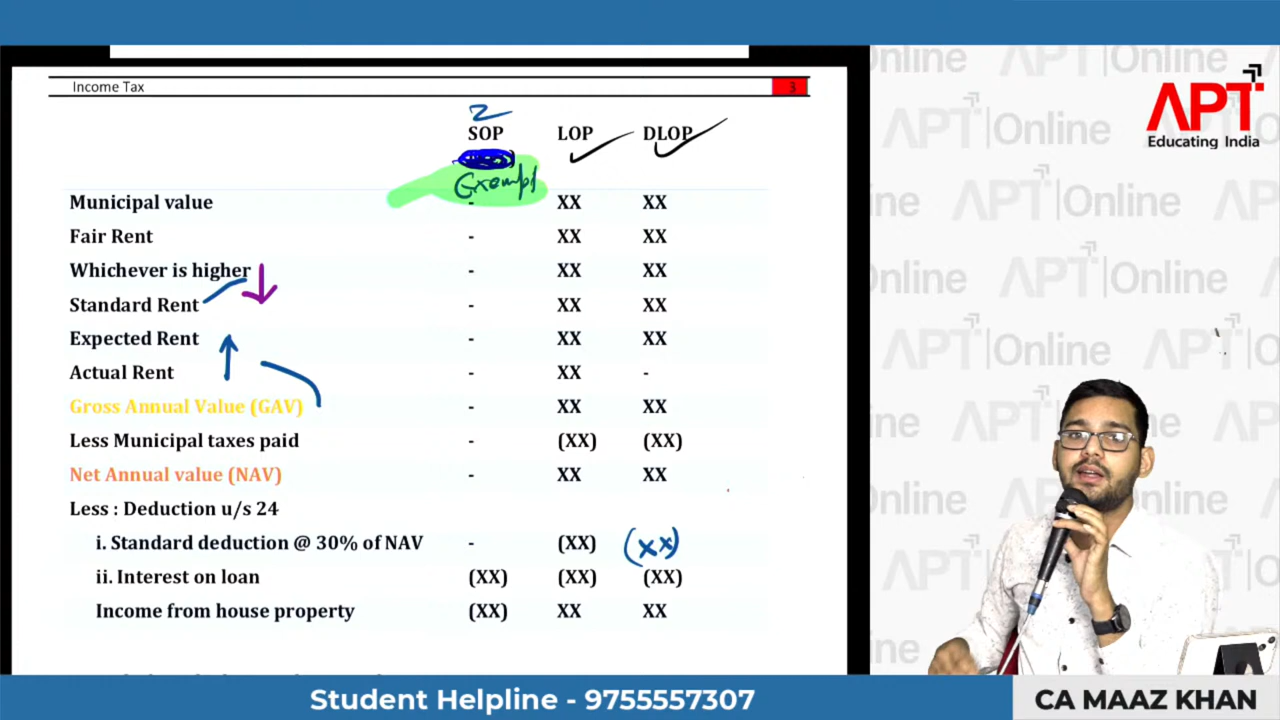 Income Tax
3
2
SOP LOP DLOP
Exempt
Municipal value - XX XX
Fair Rent - XX XX
Whichever is higher - XX XX
Standard Rent - XX XX
Expected Rent - XX XX
Actual Rent - XX -
Gross Annual Value (GAV) - XX XX
Less Municipal taxes paid - (XX) (XX)
Net Annual value (NAV) - XX XX
Less : Deduction u/s 24
i. Standard deduction @ 30% of NAV - (XX) (XX)
ii. Interest on loan (XX) (XX) (XX)
Income from house property (XX) XX XX
APT
Educating India
APT Online
Student Helpline - 9755557307
CA MAAZ KHAN